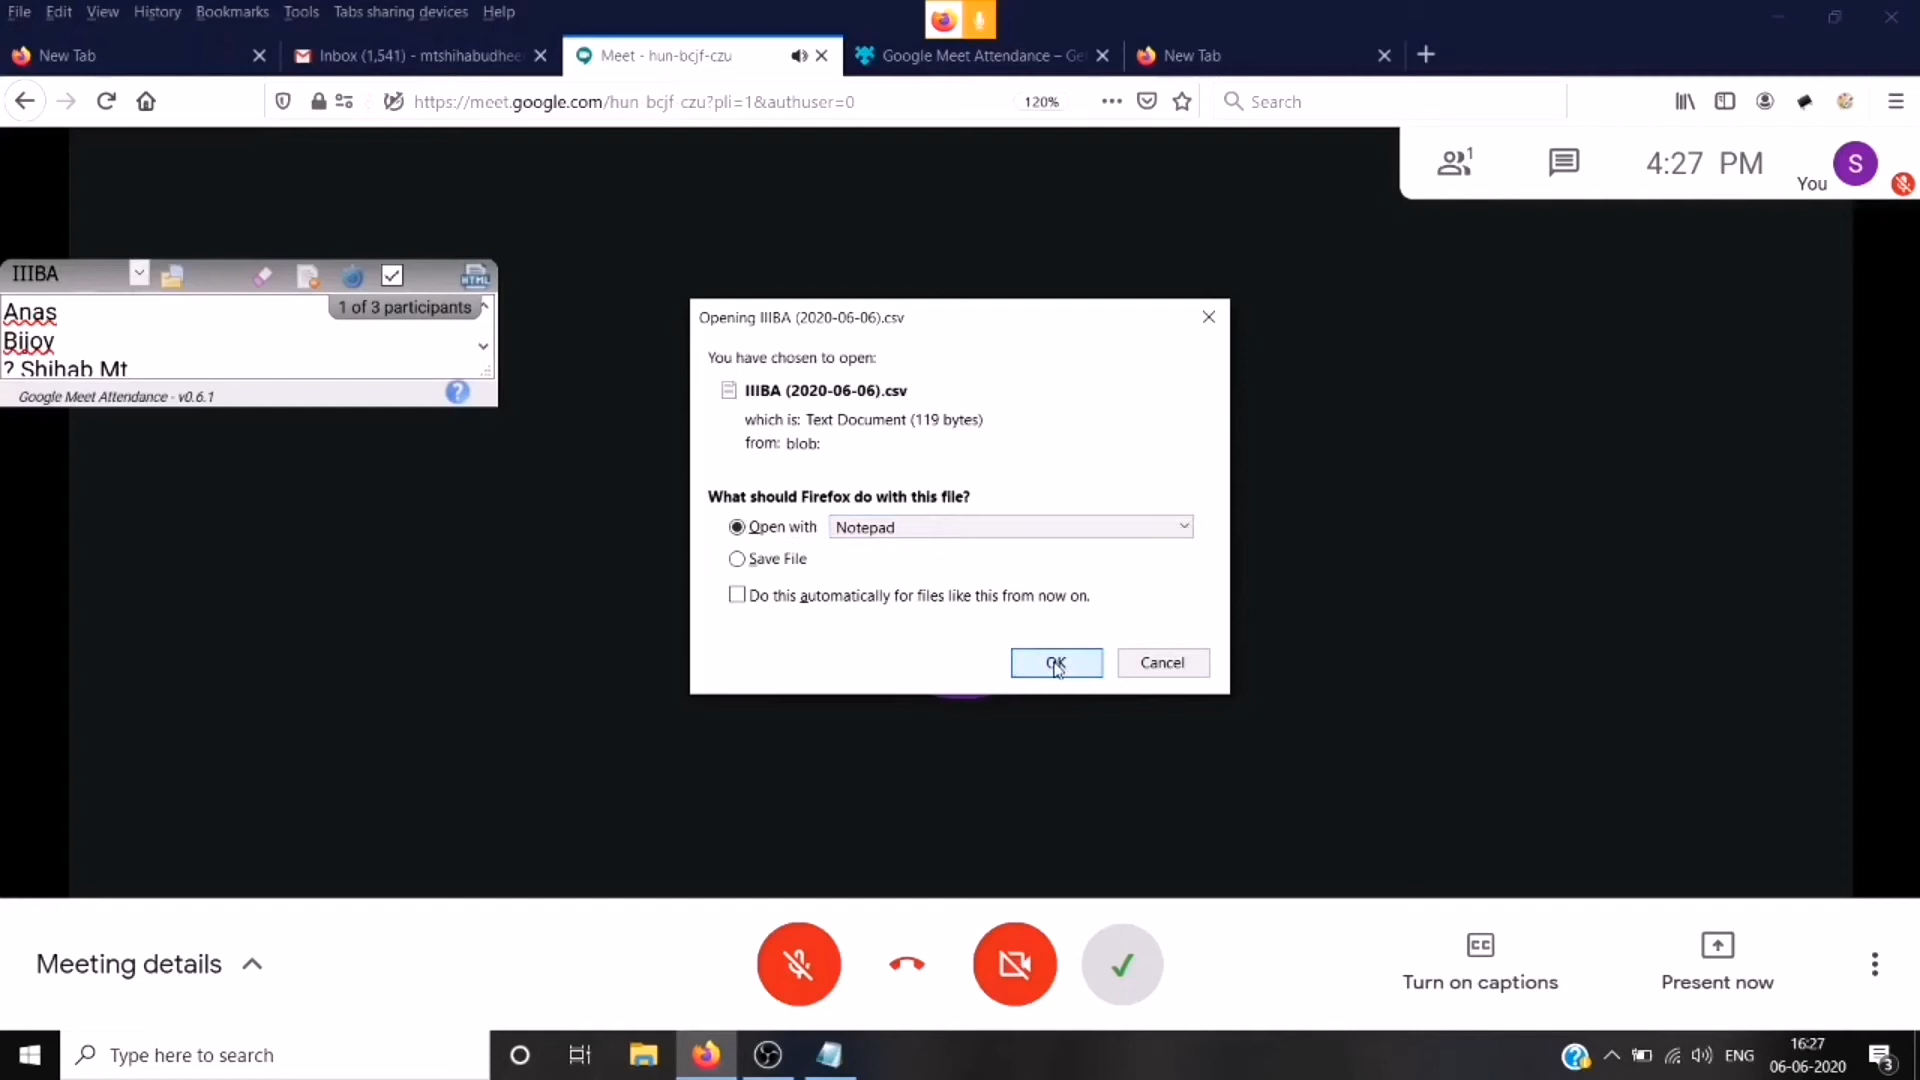 File Edit View History Bookmarks Tools Tabs sharing devices Help
New Tab
Inbox (1,541) - mtshihabudhee
Meet - hun-bcjf-czu
Google Meet Attendance – Ge
New Tab
https://meet.google.com/hun bcjf czu?pli=1&authuser=0
120%
Search
1
4:27 PM
You
S
IIIBA
HTML
1 of 3 participants
Anas
Bijoy
? Shihab Mt
Google Meet Attendance - v0.6.1
?
Opening IIIBA (2020-06-06).csv
You have chosen to open:
IIIBA (2020-06-06).csv
which is: Text Document (119 bytes)
from: blob:
What should Firefox do with this file?
Open with Notepad
Save File
Do this automatically for files like this from now on.
OK
Cancel
Meeting details
CC
Turn on captions
Present now
Type here to search
ENG
16:27
06-06-2020
3